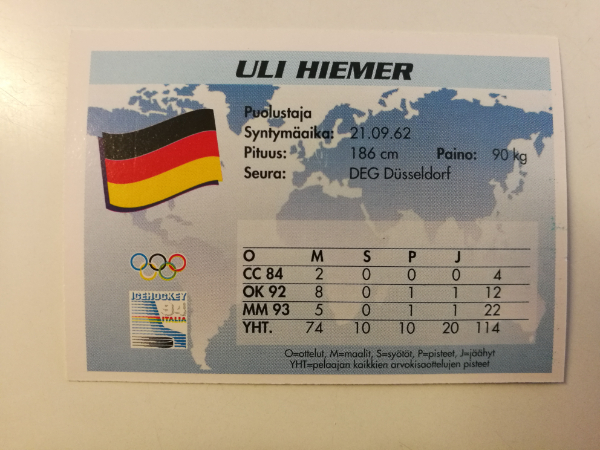 ULI HIEMER
Puolustaja
Syntymäaika: 21.09.62
Pituus: 186 cm Paino: 90 kg
Seura: DEG Düsseldorf
O M S P J
CC 84 2 0 0 0 4
OK 92 8 0 1 1 12
MM 93 5 0 1 1 22
YHT. 74 10 10 20 114
ICEHOCKEY
94
ITALIA
O=ottelut, M=maalit, S=syötöt, P=pisteet, J=jäähyt
YHT=pelaajan kaikkien arvokisaottelujen pisteet